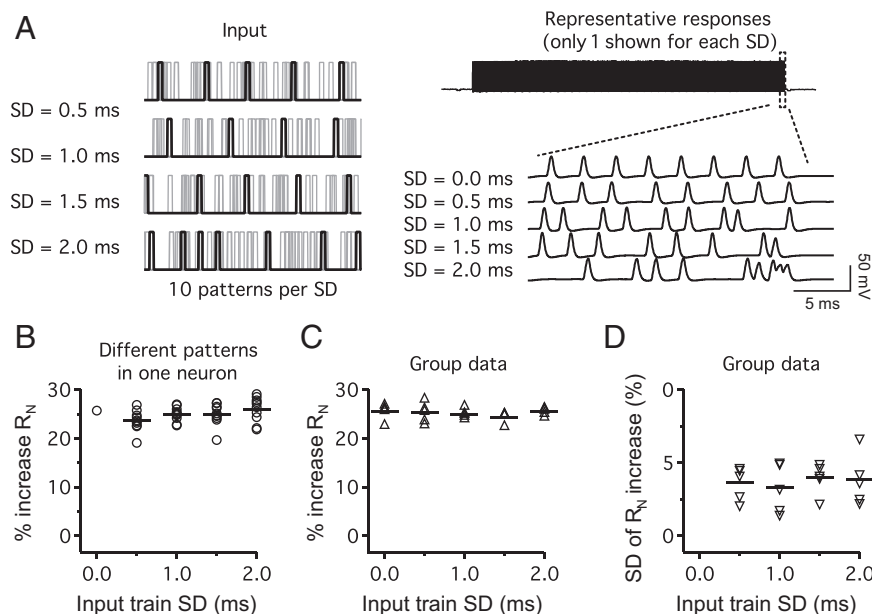 A
Input
SD = 0.5 ms
SD = 1.0 ms
SD = 1.5 ms
SD = 2.0 ms
10 patterns per SD
Representative responses
(only 1 shown for each SD)
SD = 0.0 ms
SD = 0.5 ms
SD = 1.0 ms
SD = 1.5 ms
SD = 2.0 ms
50 mV
5 ms
B
Different patterns
in one neuron
% increase RN
30
20
10
0
0.0
1.0
2.0
Input train SD (ms)
C
Group data
% increase RN
30
20
10
0
0.0
1.0
2.0
Input train SD (ms)
D
Group data
SD of RN increase (%)
0
5
0
0.0
1.0
2.0
Input train SD (ms)